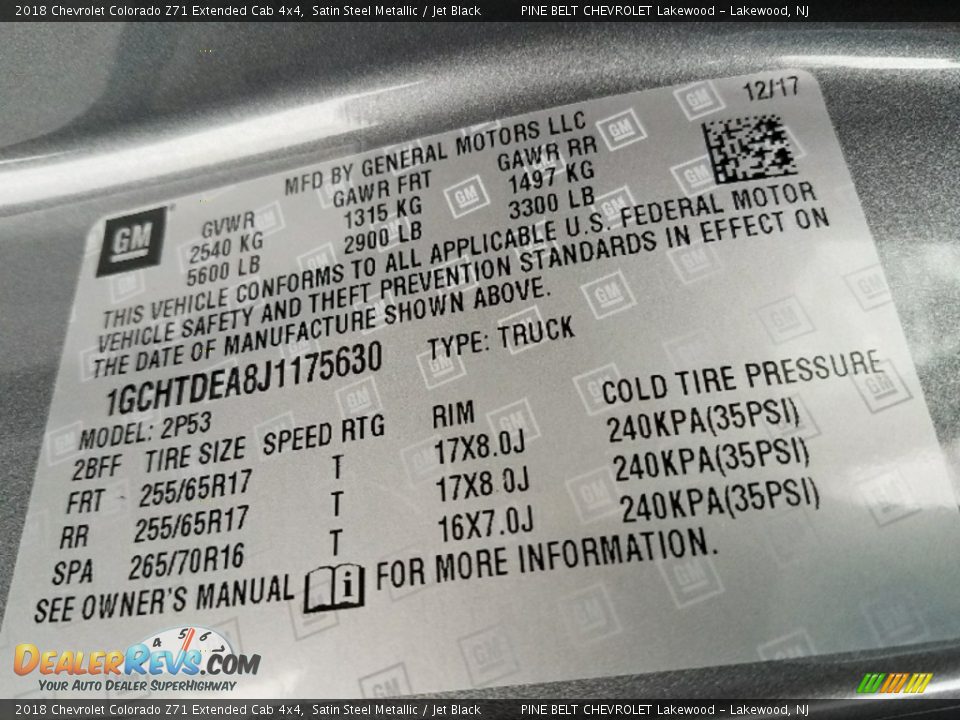 2018 Chevrolet Colorado Z71 Extended Cab 4x4, Satin Steel Metallic / Jet Black PINE BELT CHEVROLET Lakewood - Lakewood, NJ
12/17
MFD BY GENERAL MOTORS LLC
GM
GVWR GAWR FRT GAWR RR
2540 KG 1315 KG 1497 KG
5600 LB 2900 LB 3300 LB
THIS VEHICLE CONFORMS TO ALL APPLICABLE U.S. FEDERAL MOTOR
VEHICLE SAFETY AND THEFT PREVENTION STANDARDS IN EFFECT ON
THE DATE OF MANUFACTURE SHOWN ABOVE.
1GCHTDEA8J1175630 TYPE: TRUCK
MODEL: 2P53
2BFF TIRE SIZE SPEED RTG RIM COLD TIRE PRESSURE
FRT 255/65R17 T 17X8.0J 240KPA(35PSI)
RR 255/65R17 T 17X8.0J 240KPA(35PSI)
SPA 265/70R16 T 16X7.0J 240KPA(35PSI)
SEE OWNER'S MANUAL i FOR MORE INFORMATION.
4 5 6
DEALERREVS.COM
YOUR AUTO DEALER SUPERHIGHWAY
2018 Chevrolet Colorado Z71 Extended Cab 4x4, Satin Steel Metallic / Jet Black PINE BELT CHEVROLET Lakewood - Lakewood, NJ